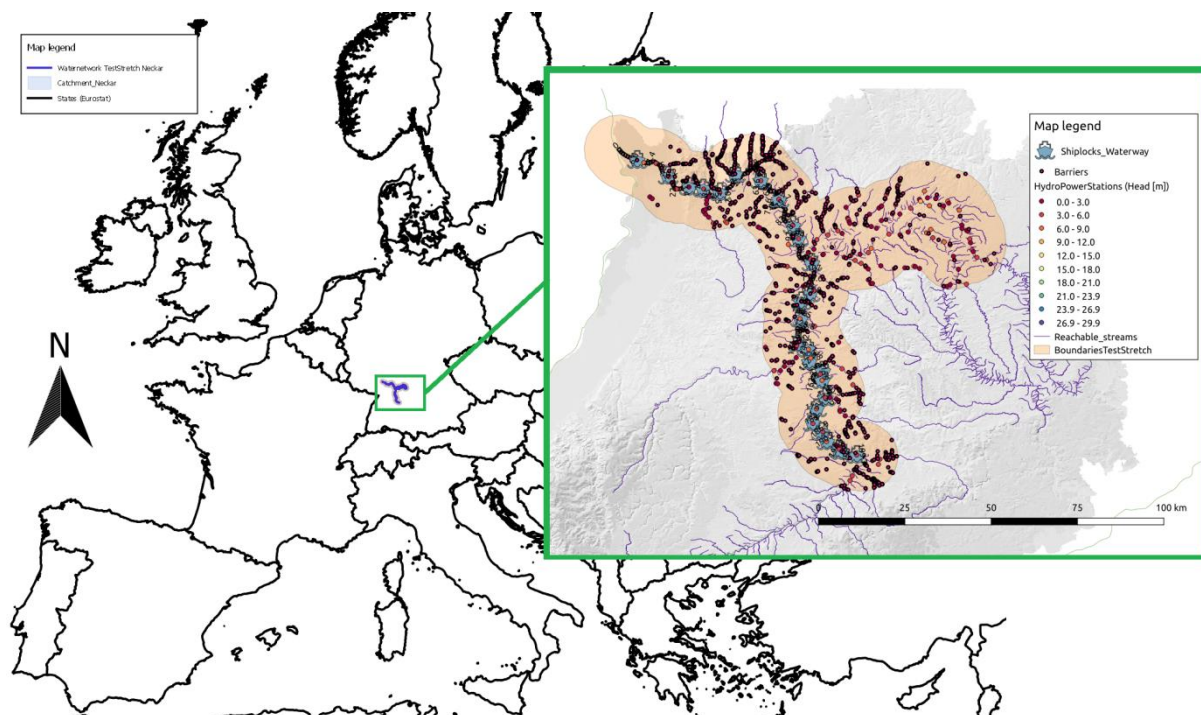 Map legend
Waternetwork TestStretch Neckar
Catchment_Neckar
States (Eurostat)
N
Map legend
Shiplocks_Waterway
Barriers
HydroPowerStations (Head [m])
0.0 - 3.0
3.0 - 6.0
6.0 - 9.0
9.0 - 12.0
12.0 - 15.0
15.0 - 18.0
18.0 - 21.0
21.0 - 23.9
23.9 - 26.9
26.9 - 29.9
Reachable_streams
BoundariesTestStretch
0 25 50 75 100 km